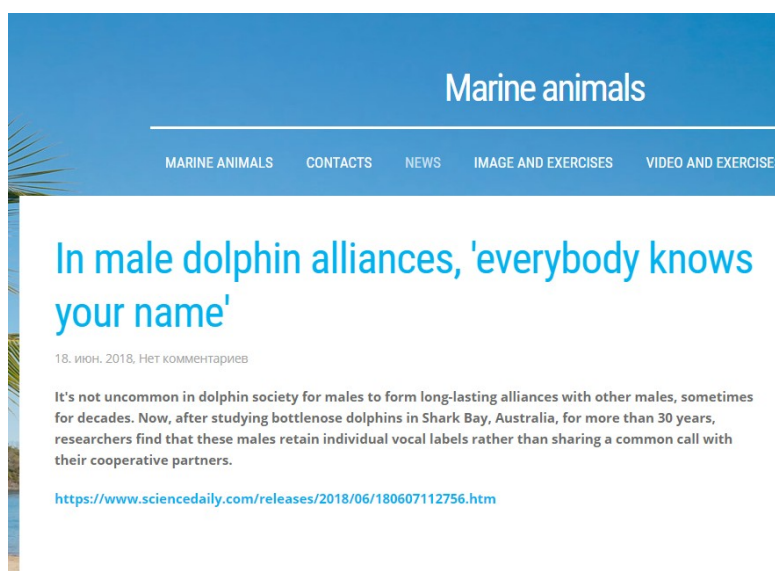 Marine animals
MARINE ANIMALS CONTACTS NEWS IMAGE AND EXERCISES VIDEO AND EXERCISE
In male dolphin alliances, 'everybody knows
your name'
18. июн. 2018, Нет комментариев
It's not uncommon in dolphin society for males to form long-lasting alliances with other males, sometimes
for decades. Now, after studying bottlenose dolphins in Shark Bay, Australia, for more than 30 years,
researchers find that these males retain individual vocal labels rather than sharing a common call with
their cooperative partners.
https://www.sciencedaily.com/releases/2018/06/180607112756.htm